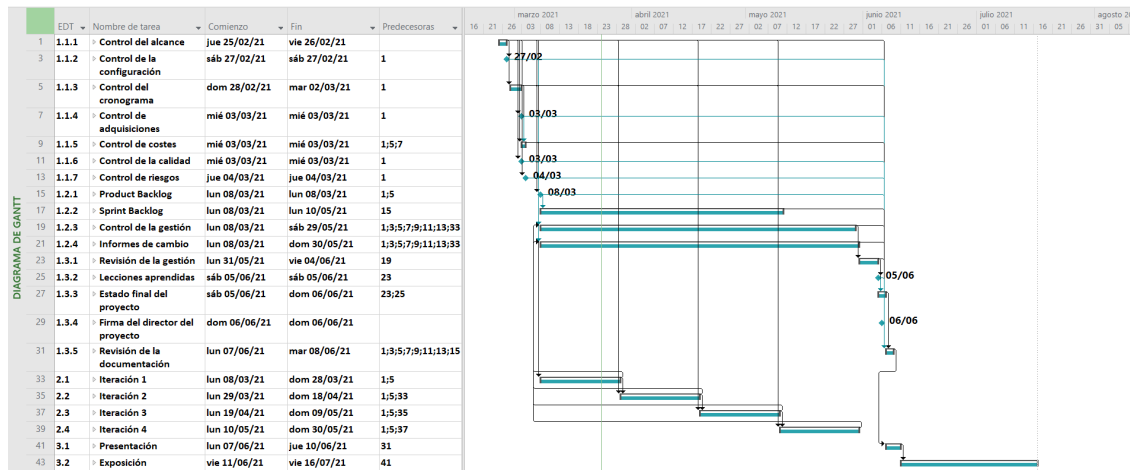 marzo 2021 abril 2021 mayo 2021 junio 2021 julio 2021 agosto 20
EDT Nombre de tarea Comienzo Fin Predecesoras 16 21 26 03 08 13 18 23 28 02 07 12 17 22 27 02 07 12 17 22 27 01 06 11 16 21 26 01 06 11 16 21 26 31 05
1 1.1.1 Control del alcance jue 25/02/21 vie 26/02/21
3 1.1.2 Control de la sáb 27/02/21 sáb 27/02/21 1 27/02
configuración
5 1.1.3 Control del dom 28/02/21 mar 02/03/21 1
cronograma
7 1.1.4 Control de mié 03/03/21 mié 03/03/21 1 03/03
adquisiciones
9 1.1.5 Control de costes mié 03/03/21 mié 03/03/21 1;5;7
11 1.1.6 Control de la calidad mié 03/03/21 mié 03/03/21 1 03/03
13 1.1.7 Control de riesgos jue 04/03/21 jue 04/03/21 1 04/03
15 1.2.1 Product Backlog lun 08/03/21 lun 08/03/21 1;5 08/03
17 1.2.2 Sprint Backlog lun 08/03/21 lun 10/05/21 15
19 1.2.3 Control de la gestión lun 08/03/21 sáb 29/05/21 1;3;5;7;9;11;13;33
21 1.2.4 Informes de cambio lun 08/03/21 dom 30/05/21 1;3;5;7;9;11;13;33
23 1.3.1 Revisión de la gestión lun 31/05/21 vie 04/06/21 19
25 1.3.2 Lecciones aprendidas sáb 05/06/21 sáb 05/06/21 23 05/06
27 1.3.3 Estado final del sáb 05/06/21 dom 06/06/21 23;25
proyecto
29 1.3.4 Firma del director del dom 06/06/21 dom 06/06/21 06/06
proyecto
31 1.3.5 Revisión de la lun 07/06/21 mar 08/06/21 1;3;5;7;9;11;13;15
documentación
33 2.1 Iteración 1 lun 08/03/21 dom 28/03/21 1;5
35 2.2 Iteración 2 lun 29/03/21 dom 18/04/21 1;5;33
37 2.3 Iteración 3 lun 19/04/21 dom 09/05/21 1;5;35
39 2.4 Iteración 4 lun 10/05/21 dom 30/05/21 1;5;37
41 3.1 Presentación lun 07/06/21 jue 10/06/21 31
43 3.2 Exposición vie 11/06/21 vie 16/07/21 41
DIAGRAMA DE GANTT